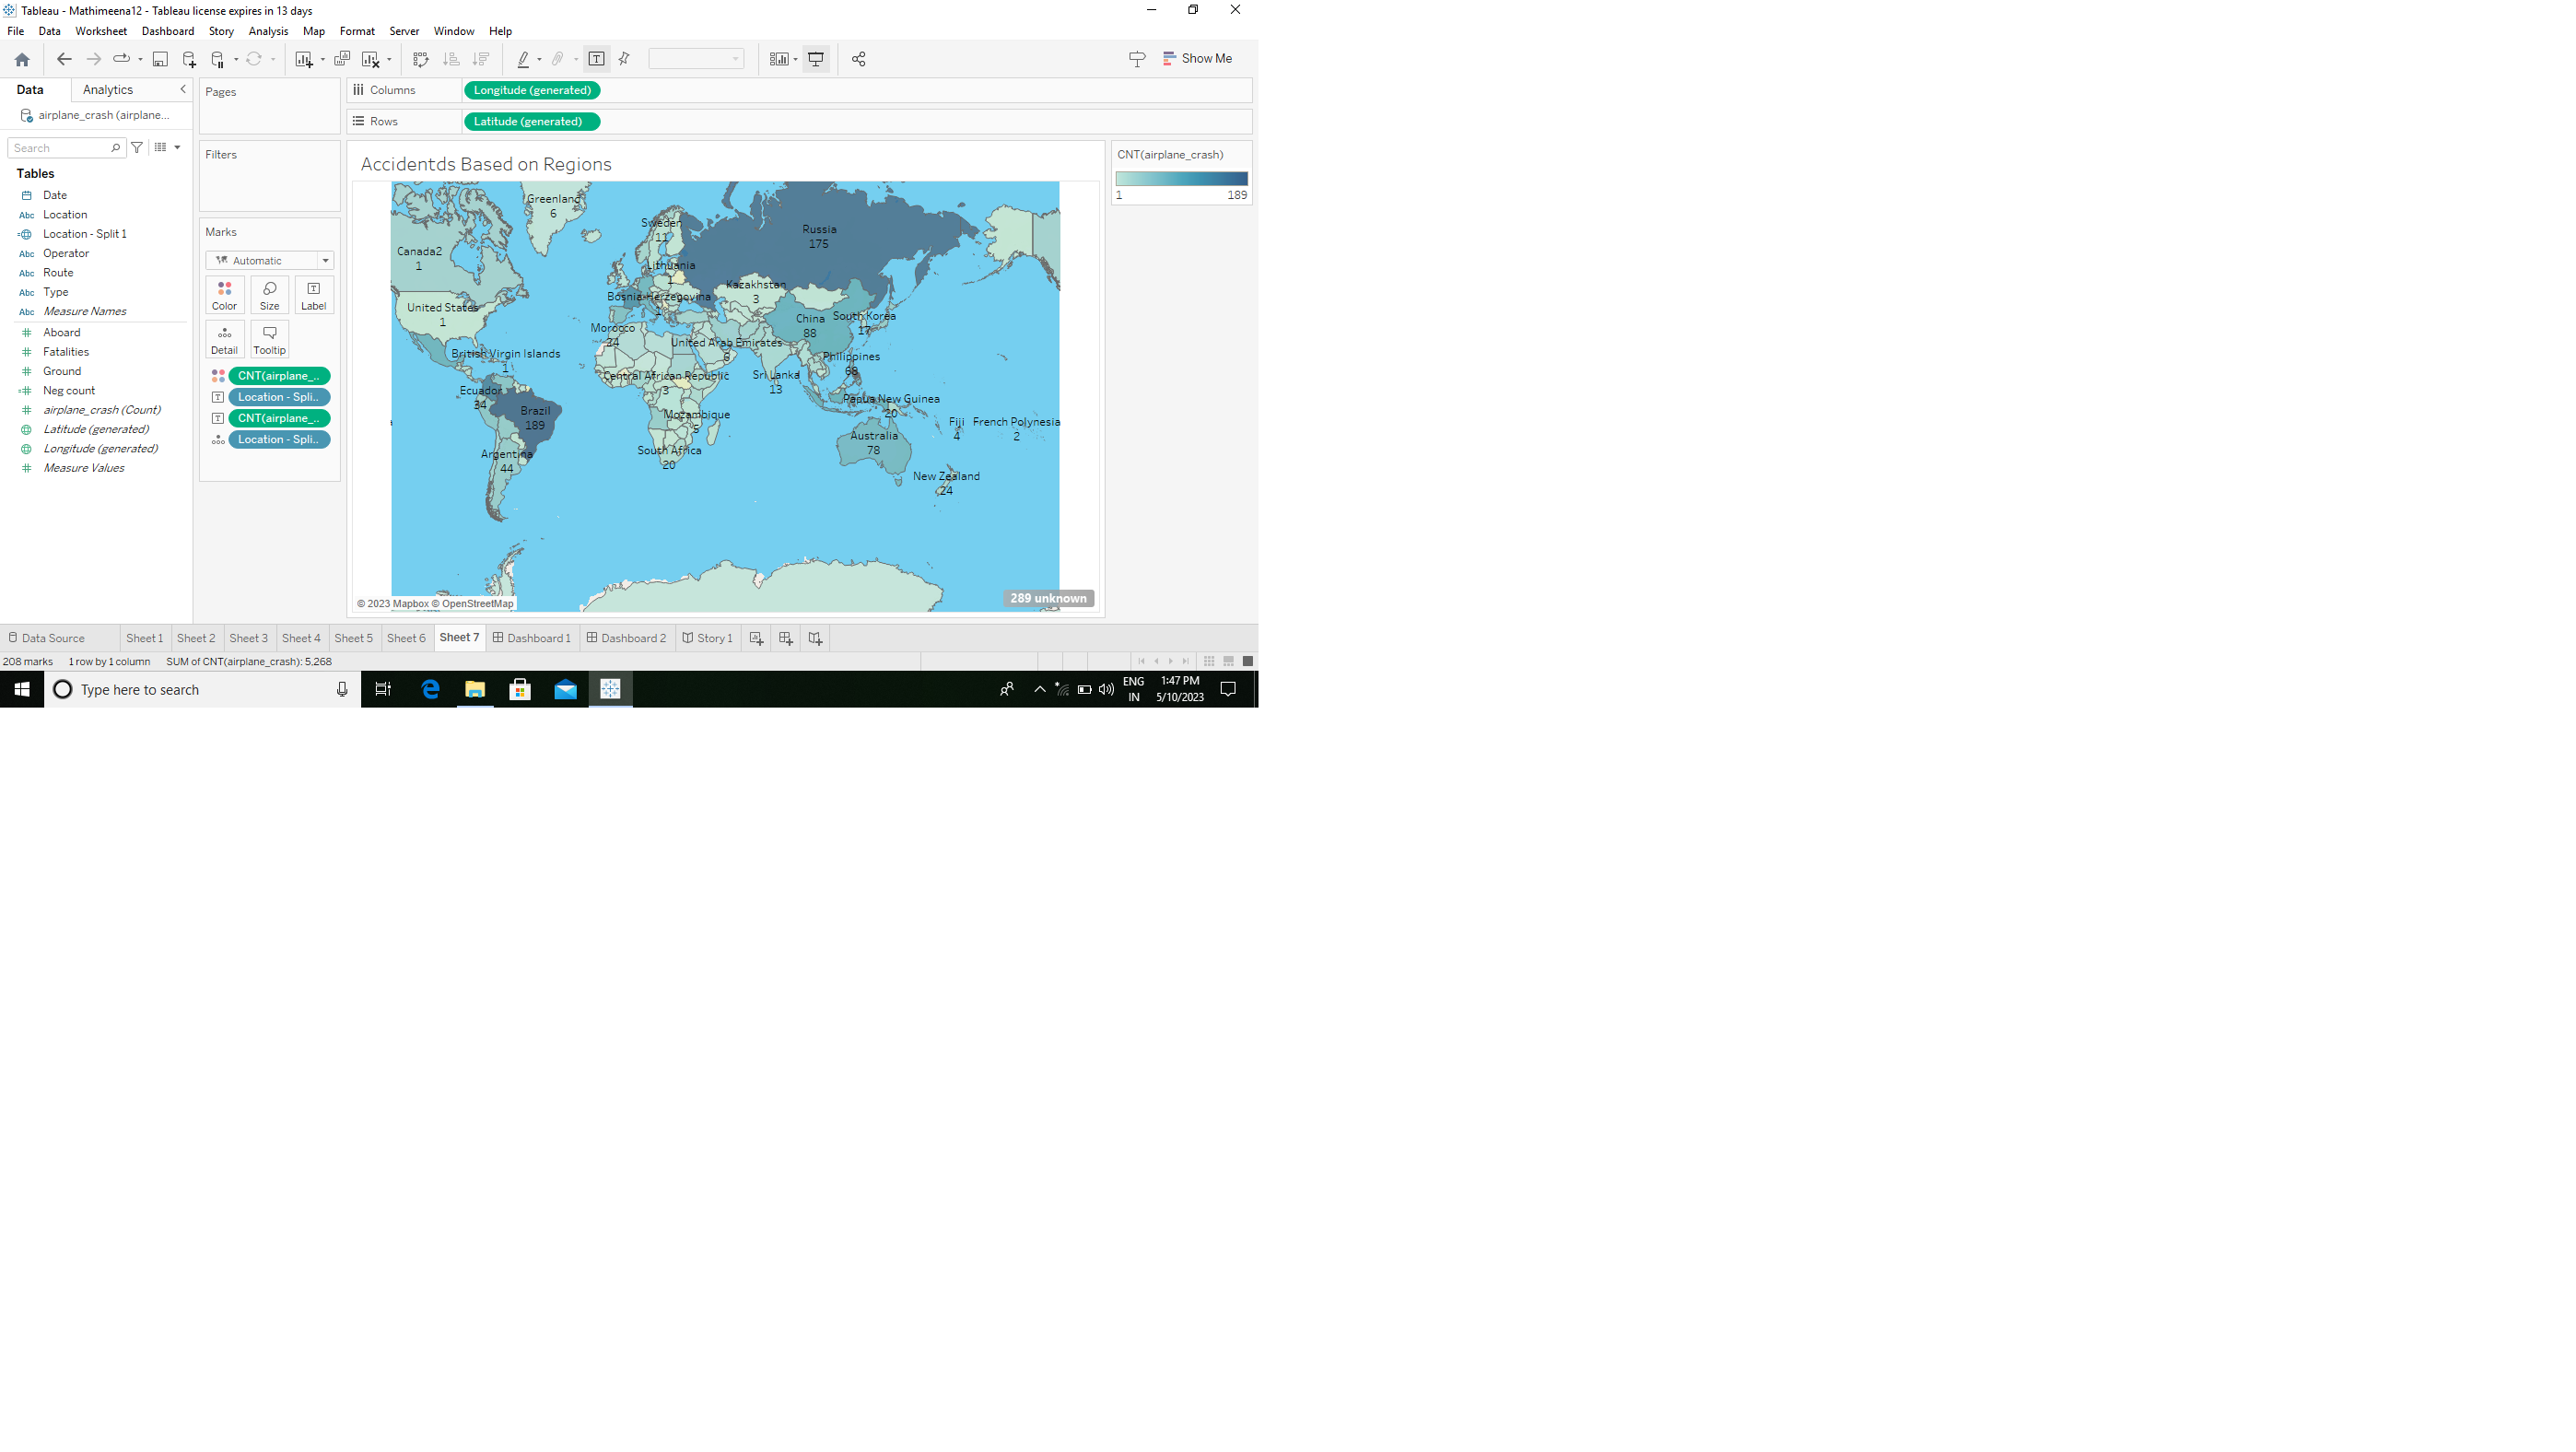 Tableau - Mathimeena12 - Tableau license expires in 13 days
File Data Worksheet Dashboard Story Analysis Map Format Server Window Help
Show Me
Data Analytics
airplane_crash (airplane...
Search
Tables
Date
Abc Location
Location - Split 1
Abc Operator
Abc Route
Abc Type
Abc Measure Names
Aboard
Fatalities
Ground
Neg count
airplane_crash (Count)
Latitude (generated)
Longitude (generated)
Measure Values
Pages
Filters
Marks
Automatic
Color Size Label
Detail Tooltip
CNT(airplane_..
Location - Spli..
CNT(airplane_..
Location - Spli..
Columns Longitude (generated)
Rows Latitude (generated)
Accidentds Based on Regions
Greenland
6
Sweden
11
Russia
175
Canada2
1
Lithuania
1
Kazakhstan
3
Bosnia-Herzegovina
United States
1
China
88
South Korea
17
Morocco
24
United Arab Emirates
6
British Virgin Islands
1
Philippines
68
Central African Republic
3
Sri Lanka
13
Ecuador
34
Brazil
189
Papua New Guinea
20
Mozambique
5
Fiji
4
French Polynesia
2
Australia
78
South Africa
20
Argentina
44
New Zealand
24
© 2023 Mapbox © OpenStreetMap
289 unknown
CNT(airplane_crash)
1 189
Data Source Sheet 1 Sheet 2 Sheet 3 Sheet 4 Sheet 5 Sheet 6 Sheet 7 Dashboard 1 Dashboard 2 Story 1
208 marks 1 row by 1 column SUM of CNT(airplane_crash): 5,268
Type here to search
ENG
IN
1:47 PM
5/10/2023